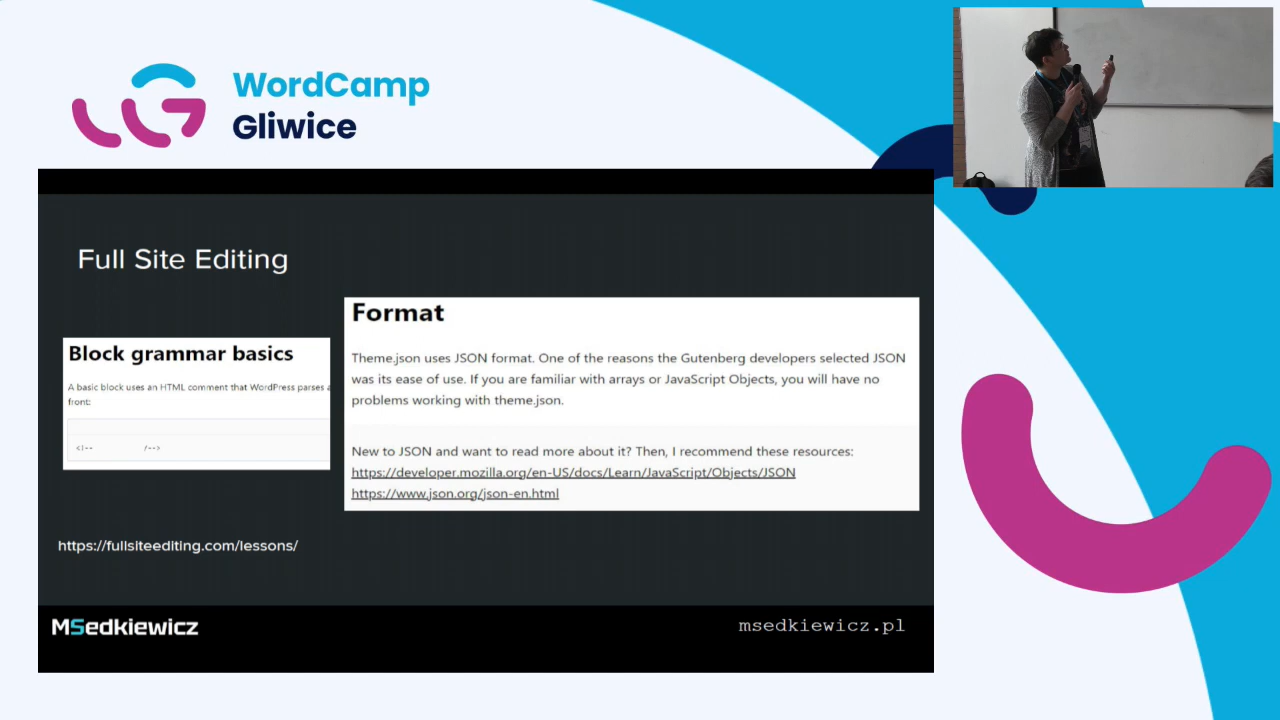 WordCamp
Gliwice
Full Site Editing
Block grammar basics
A basic block uses an HTML comment that WordPress parses
front:
<!-- /-->
Format
Theme.json uses JSON format. One of the reasons the Gutenberg developers selected JSON
was its ease of use. If you are familiar with arrays or JavaScript Objects, you will have no
problems working with theme.json.
New to JSON and want to read more about it? Then, I recommend these resources:
https://developer.mozilla.org/en-US/docs/Learn/JavaScript/Objects/JSON
https://www.json.org/json-en.html
https://fullsiteediting.com/lessons/
MSedkiewicz
msedkiewicz.pl